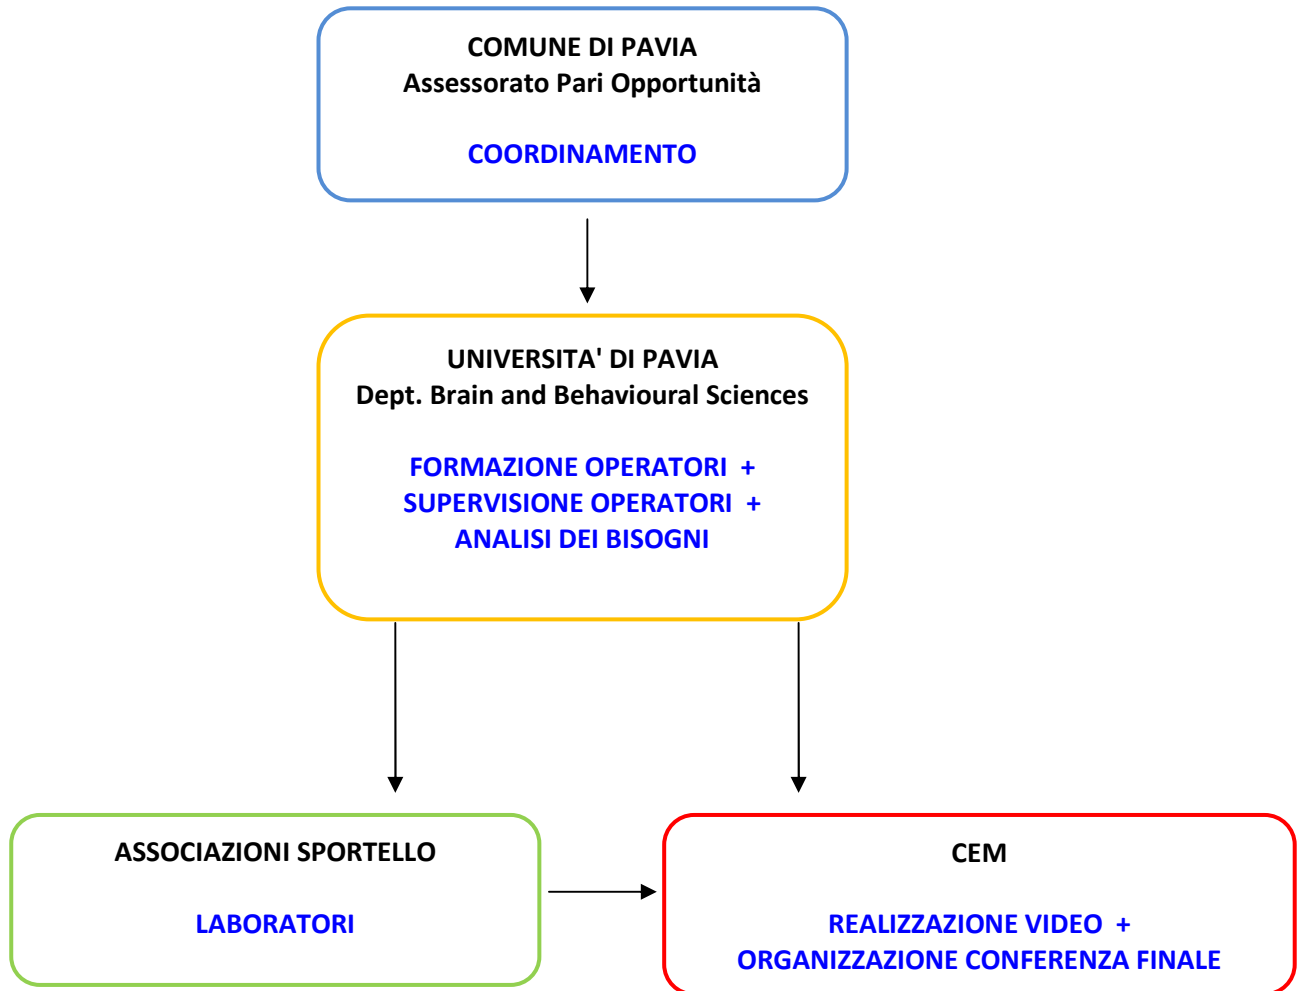 COMUNE DI PAVIA
Assessorato Pari Opportunità
COORDINAMENTO
UNIVERSITA' DI PAVIA
Dept. Brain and Behavioural Sciences
FORMAZIONE OPERATORI +
SUPERVISIONE OPERATORI +
ANALISI DEI BISOGNI
ASSOCIAZIONI SPORTELLO
LABORATORI
CEM
REALIZZAZIONE VIDEO +
ORGANIZZAZIONE CONFERENZA FINALE